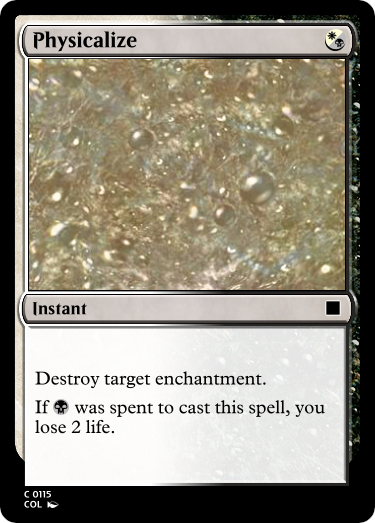 Physicalize
Instant
Destroy target enchantment.
If was spent to cast this spell, you
lose 2 life.
C 0115
COL